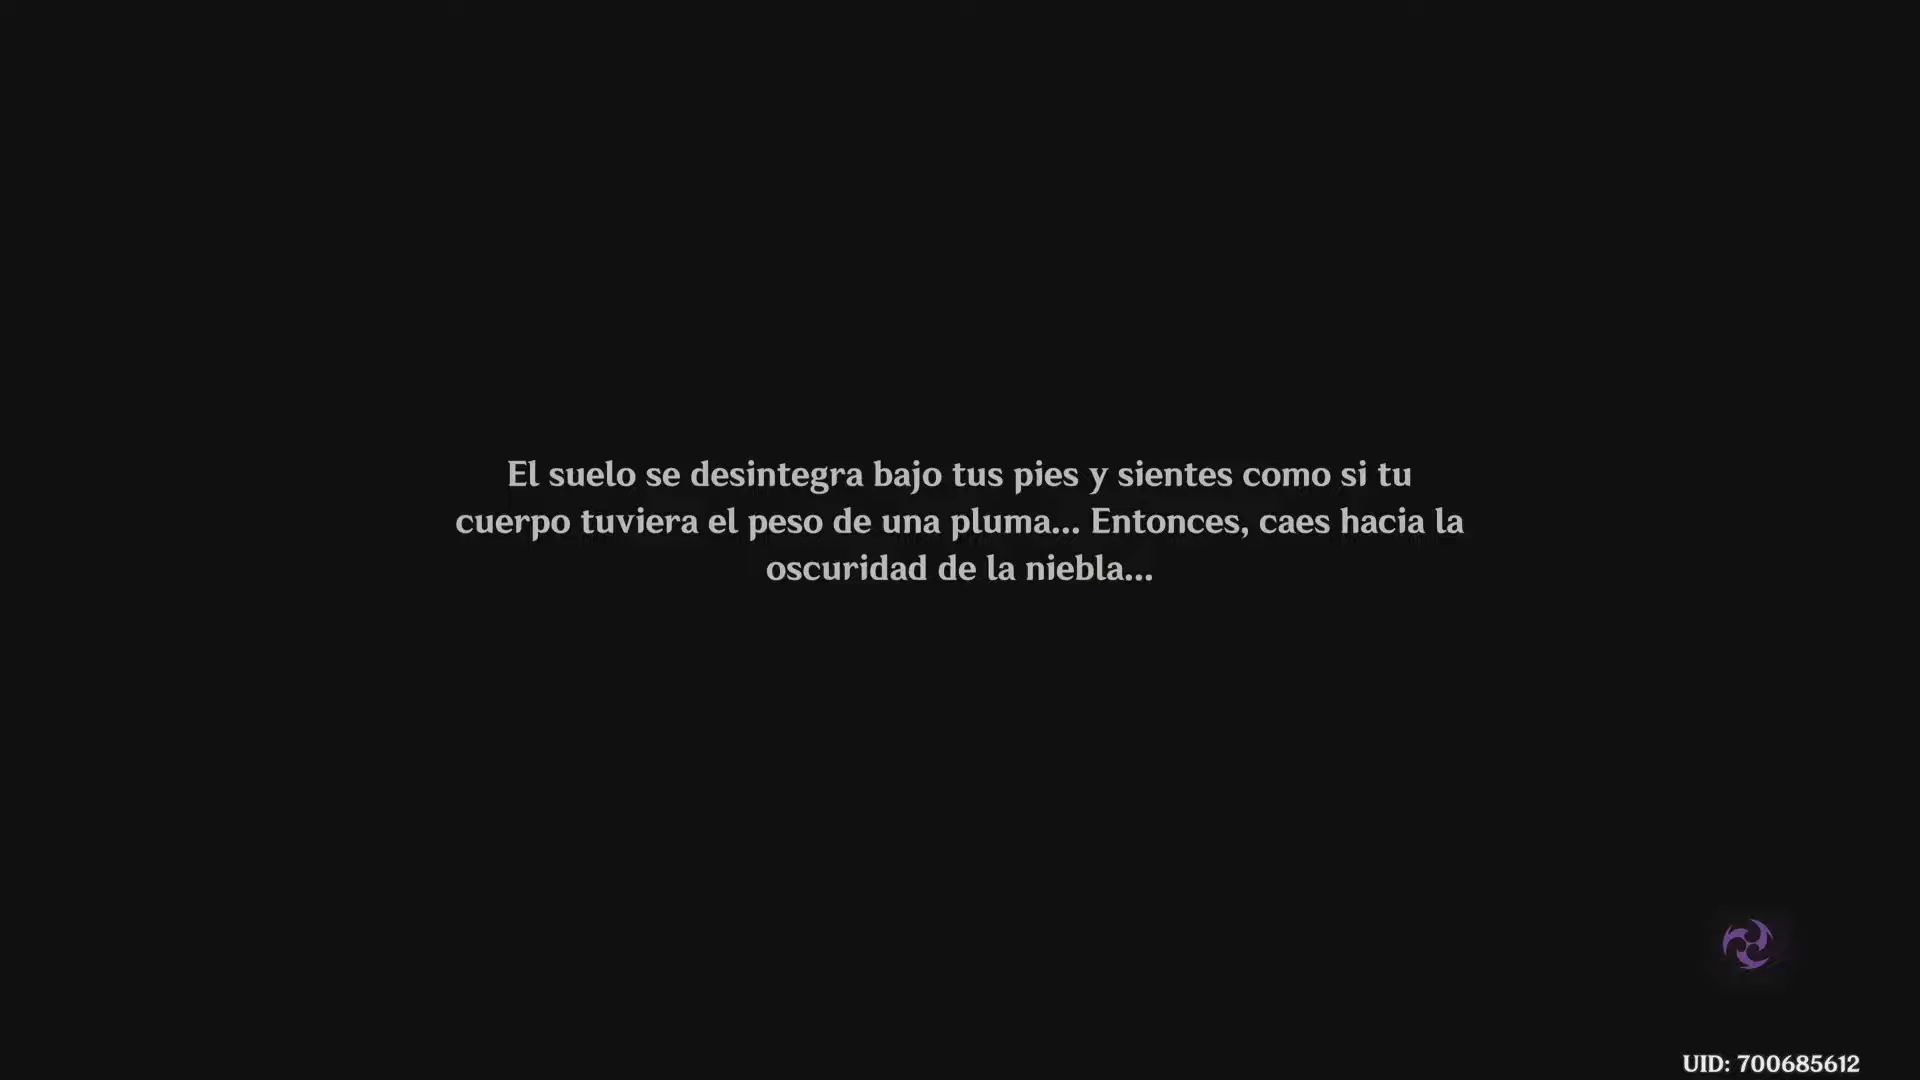 El suelo se desintegra bajo tus pies y sientes como si tu
cuerpo tuviera el peso de una pluma... Entonces, caes hacia la
oscuridad de la niebla...
UID: 700685612